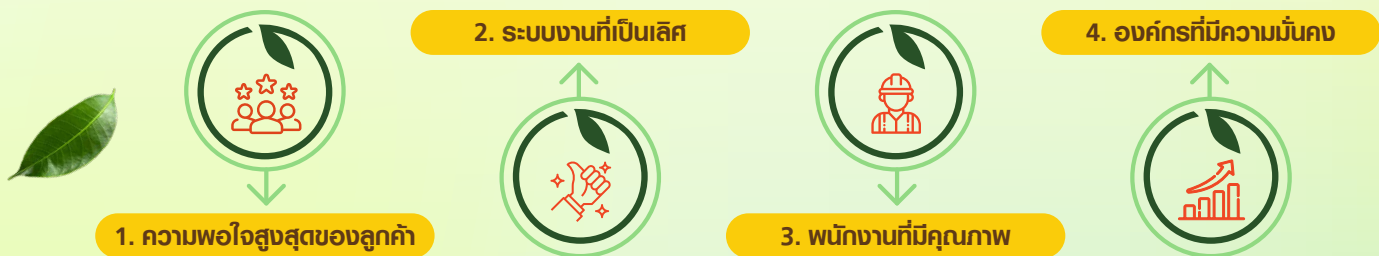 1. ความพอใจสูงสุดของลูกค้า
2. ระบบงานที่เป็นเลิศ
3. พนักงานที่มีคุณภาพ
4. องค์กรที่มีความมั่นคง